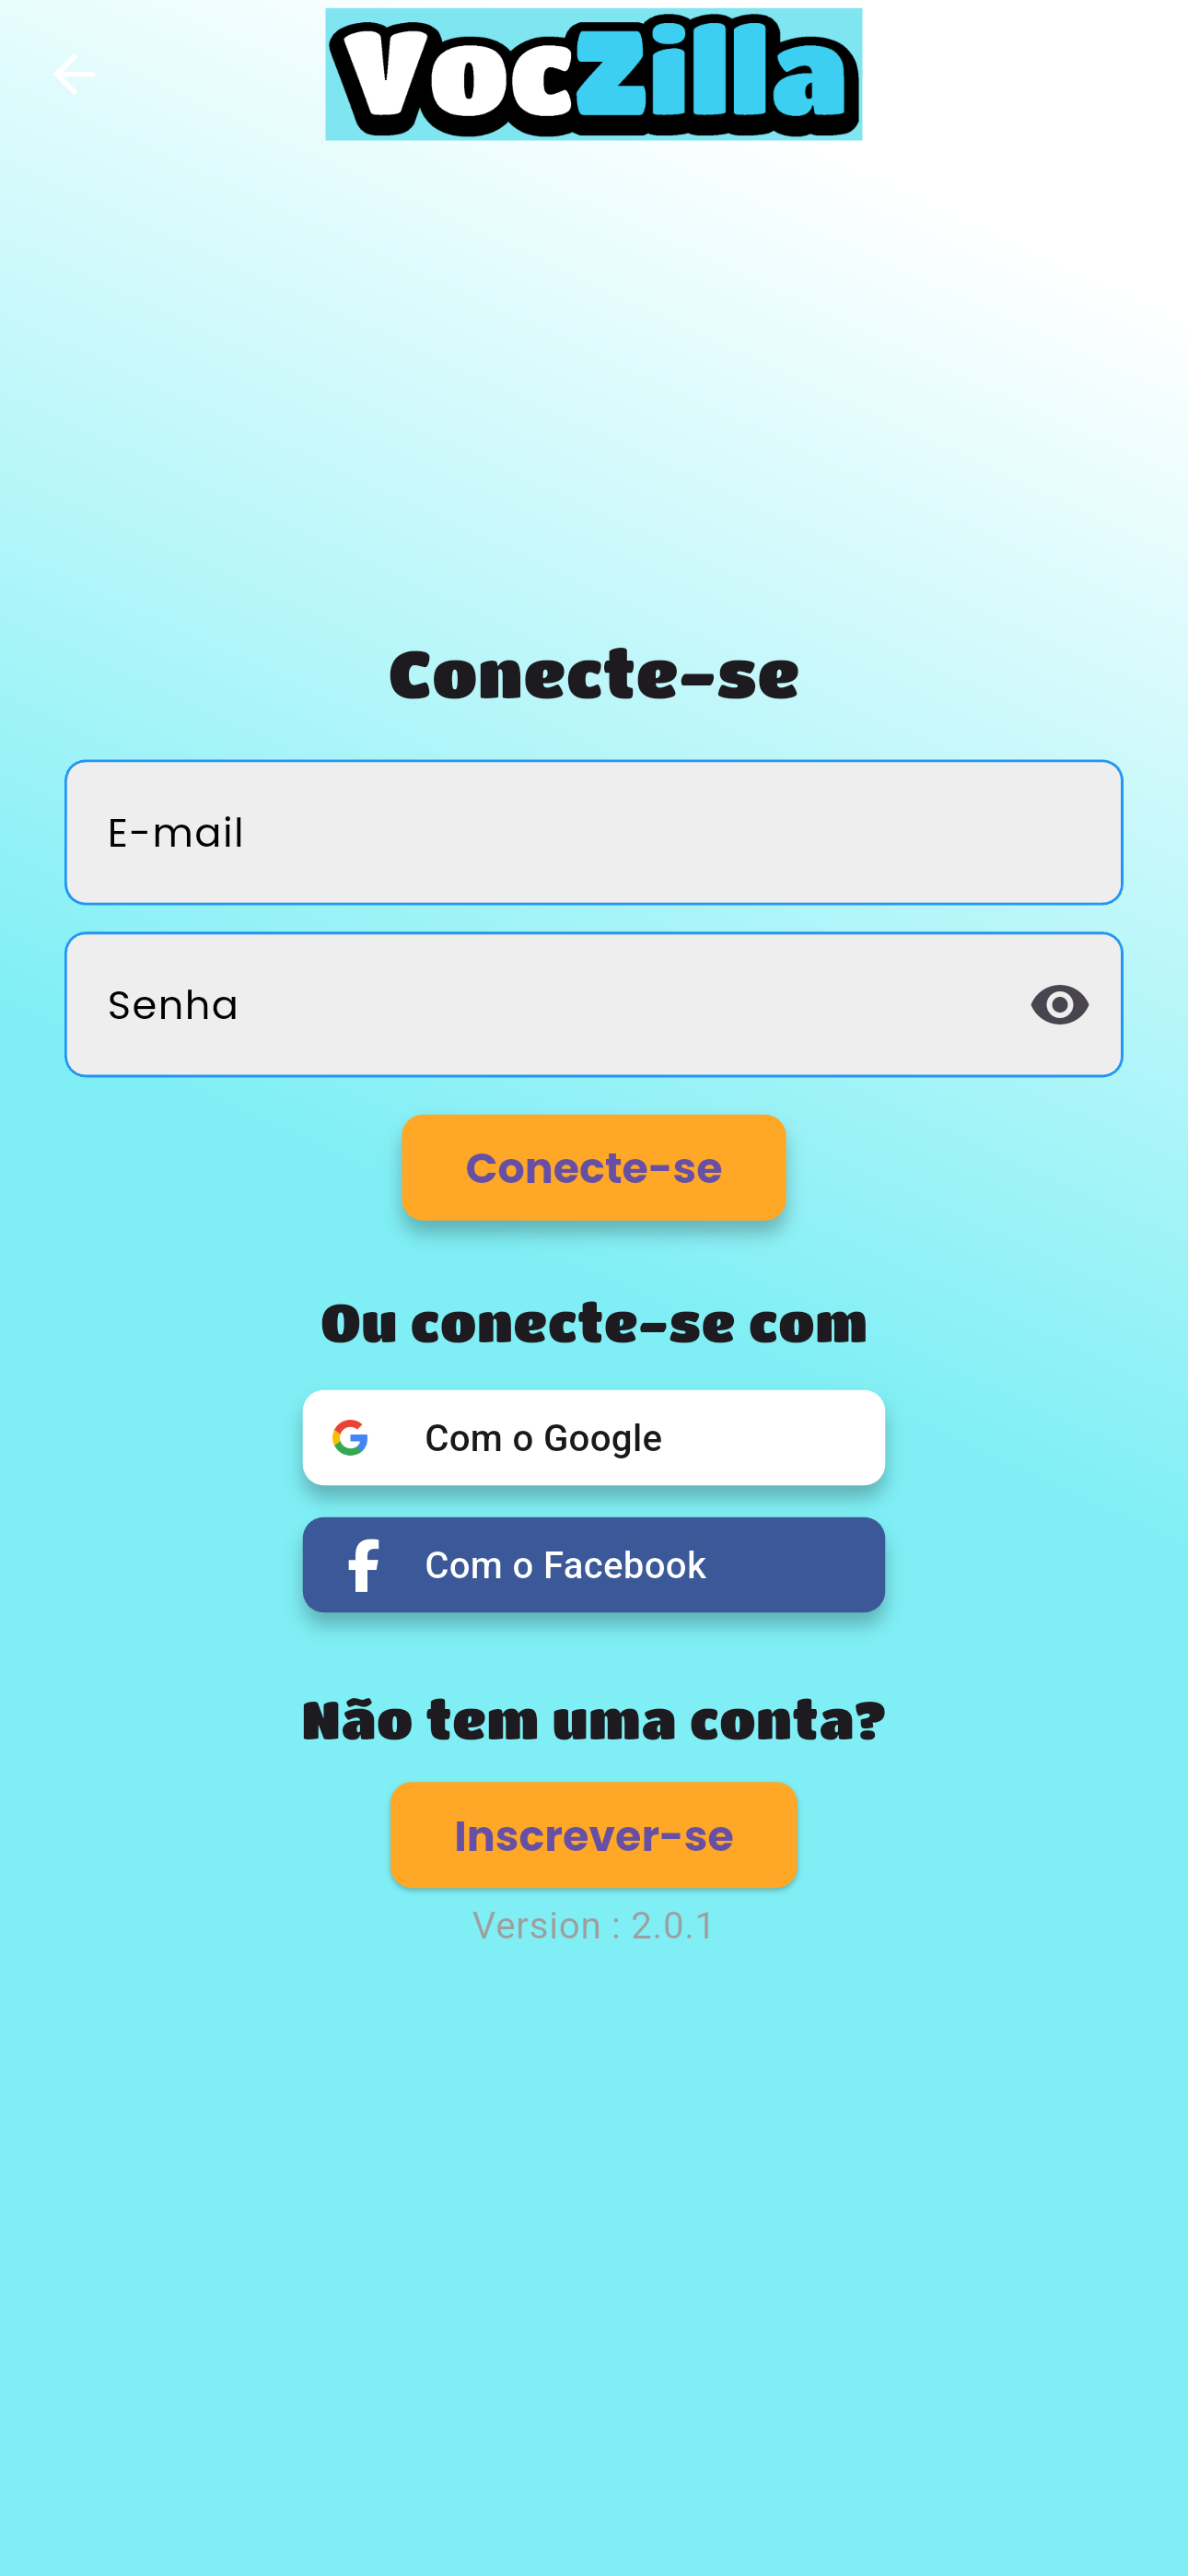 VocZilla
Conecte-se
E-mail
Senha
Conecte-se
Ou conecte-se com
Com o Google
Com o Facebook
Não tem uma conta?
Inscrever-se
Version : 2.0.1